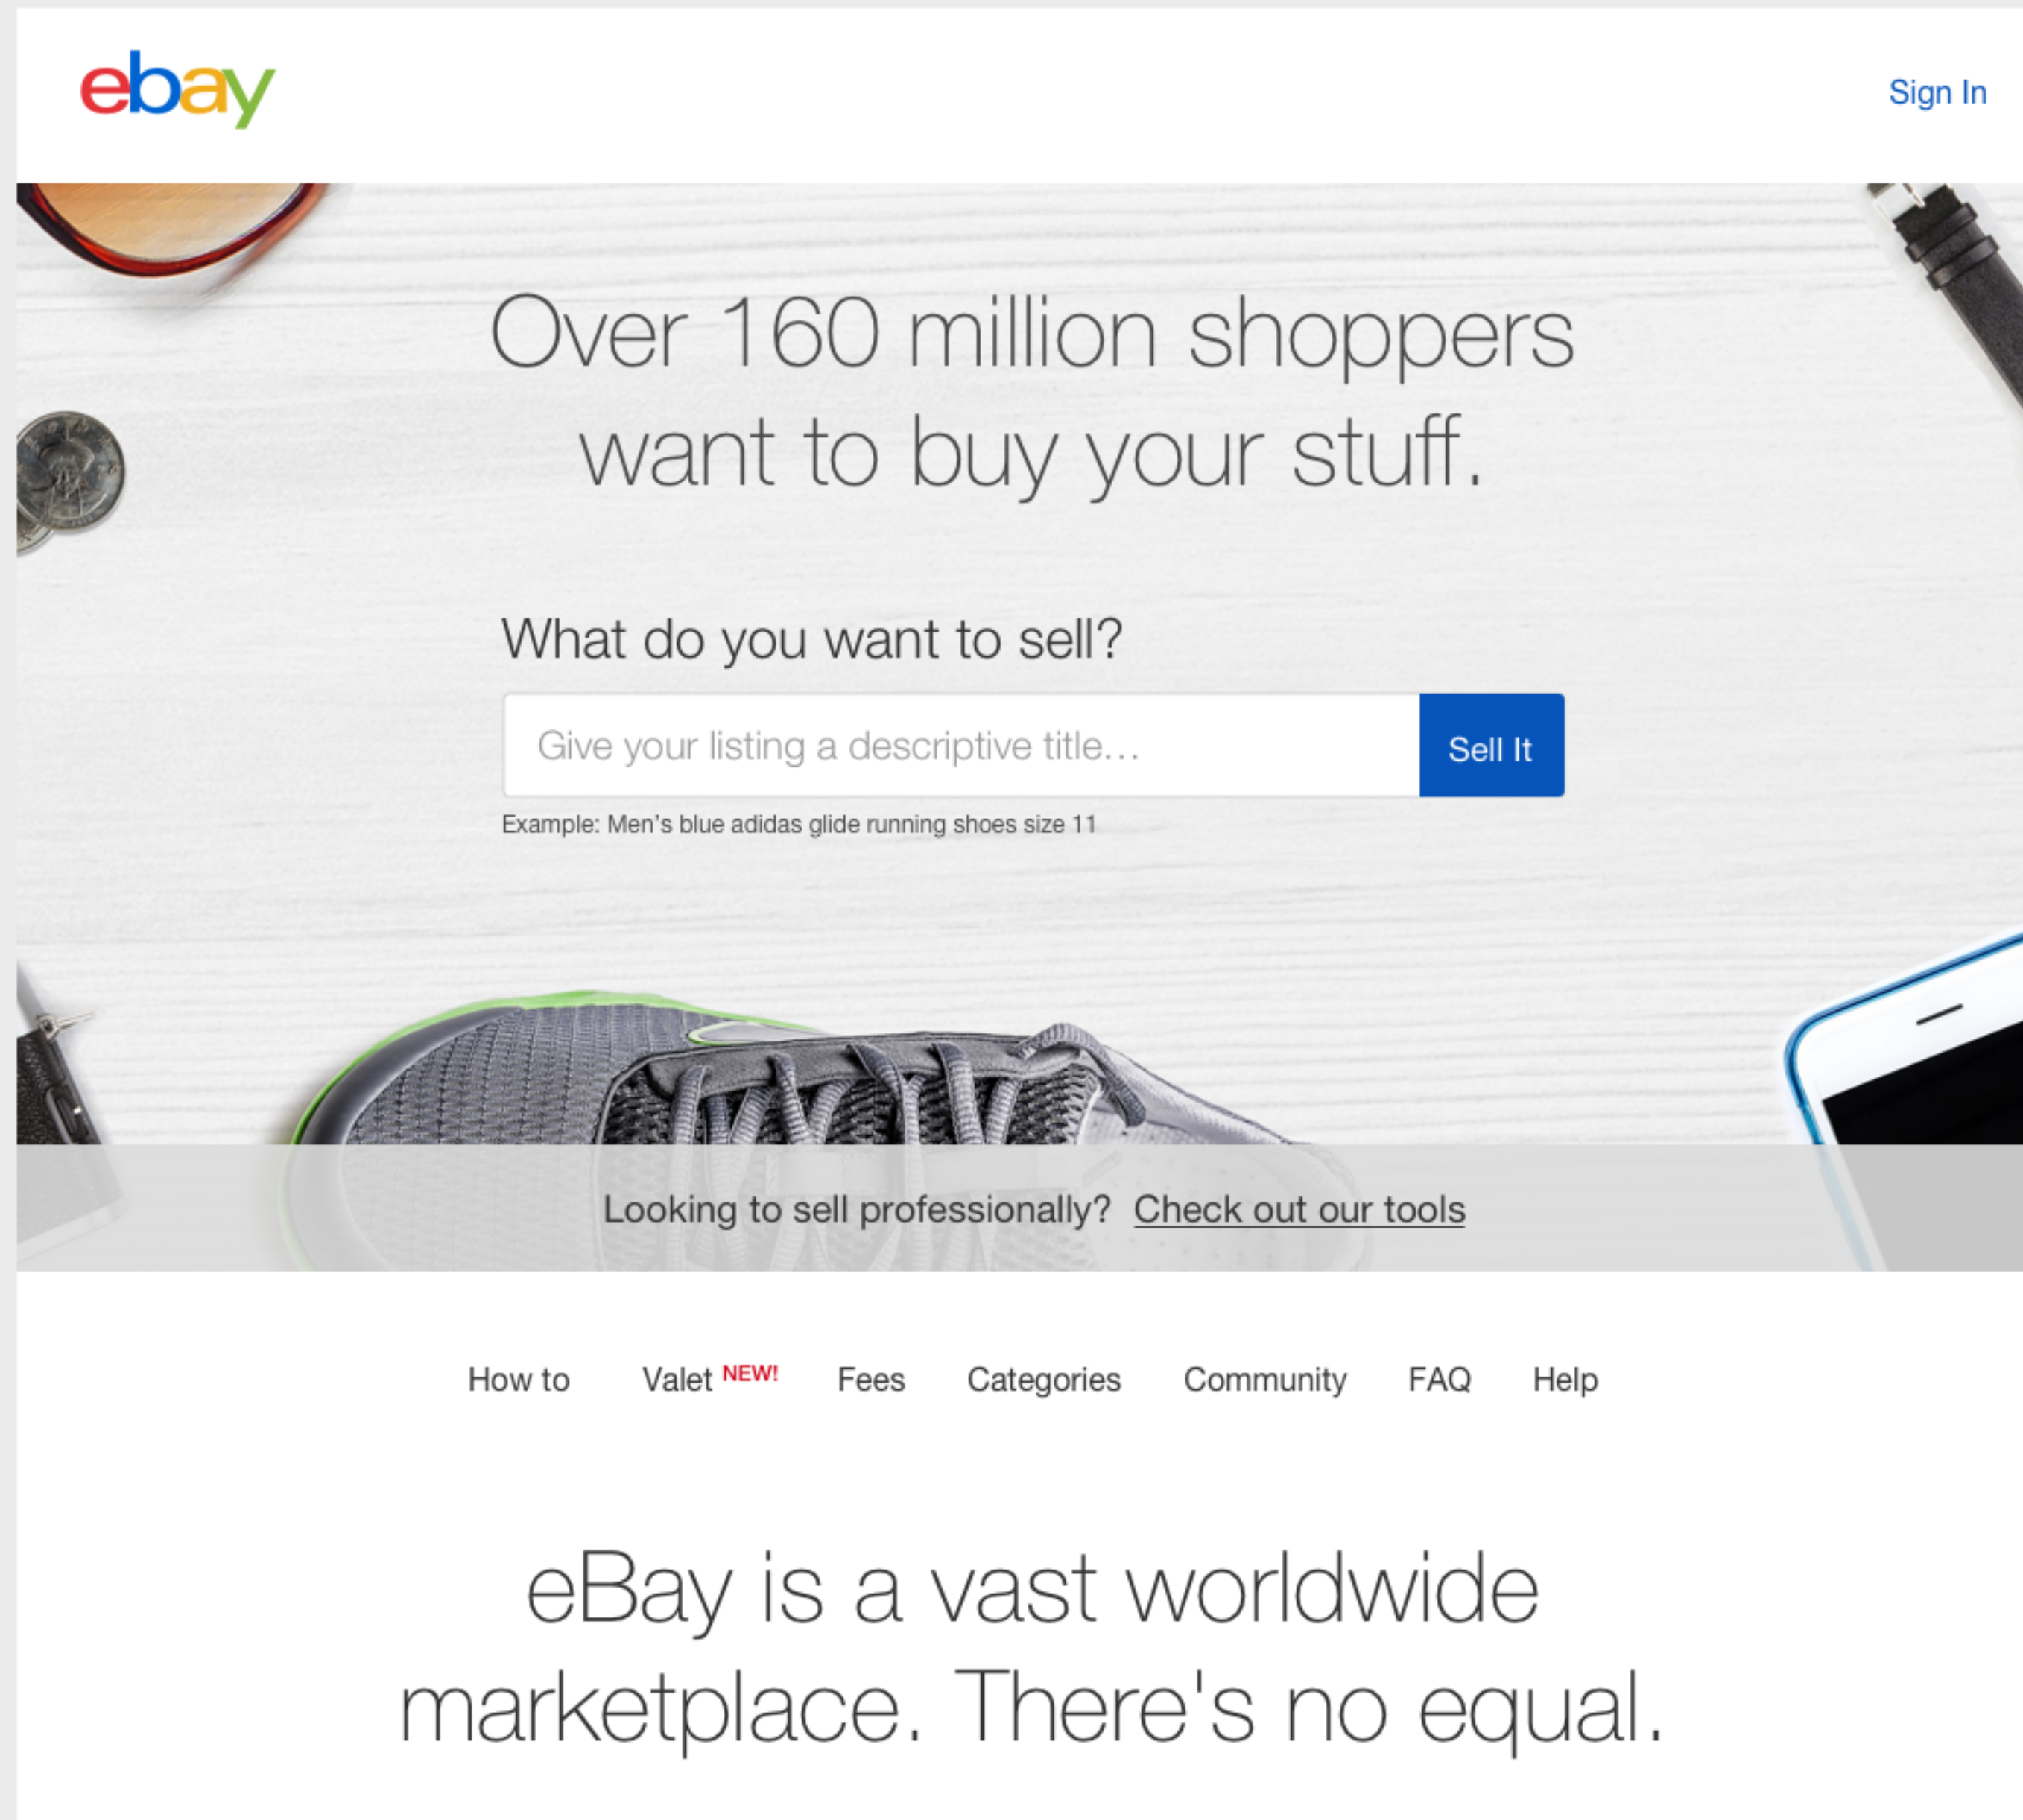 ebay
Sign In
Over 160 million shoppers
want to buy your stuff.
What do you want to sell?
Give your listing a descriptive title...
Sell It
Example: Men's blue adidas glide running shoes size 11
Looking to sell professionally? Check out our tools
How to Valet NEW! Fees Categories Community FAQ Help
eBay is a vast worldwide
marketplace. There's no equal.